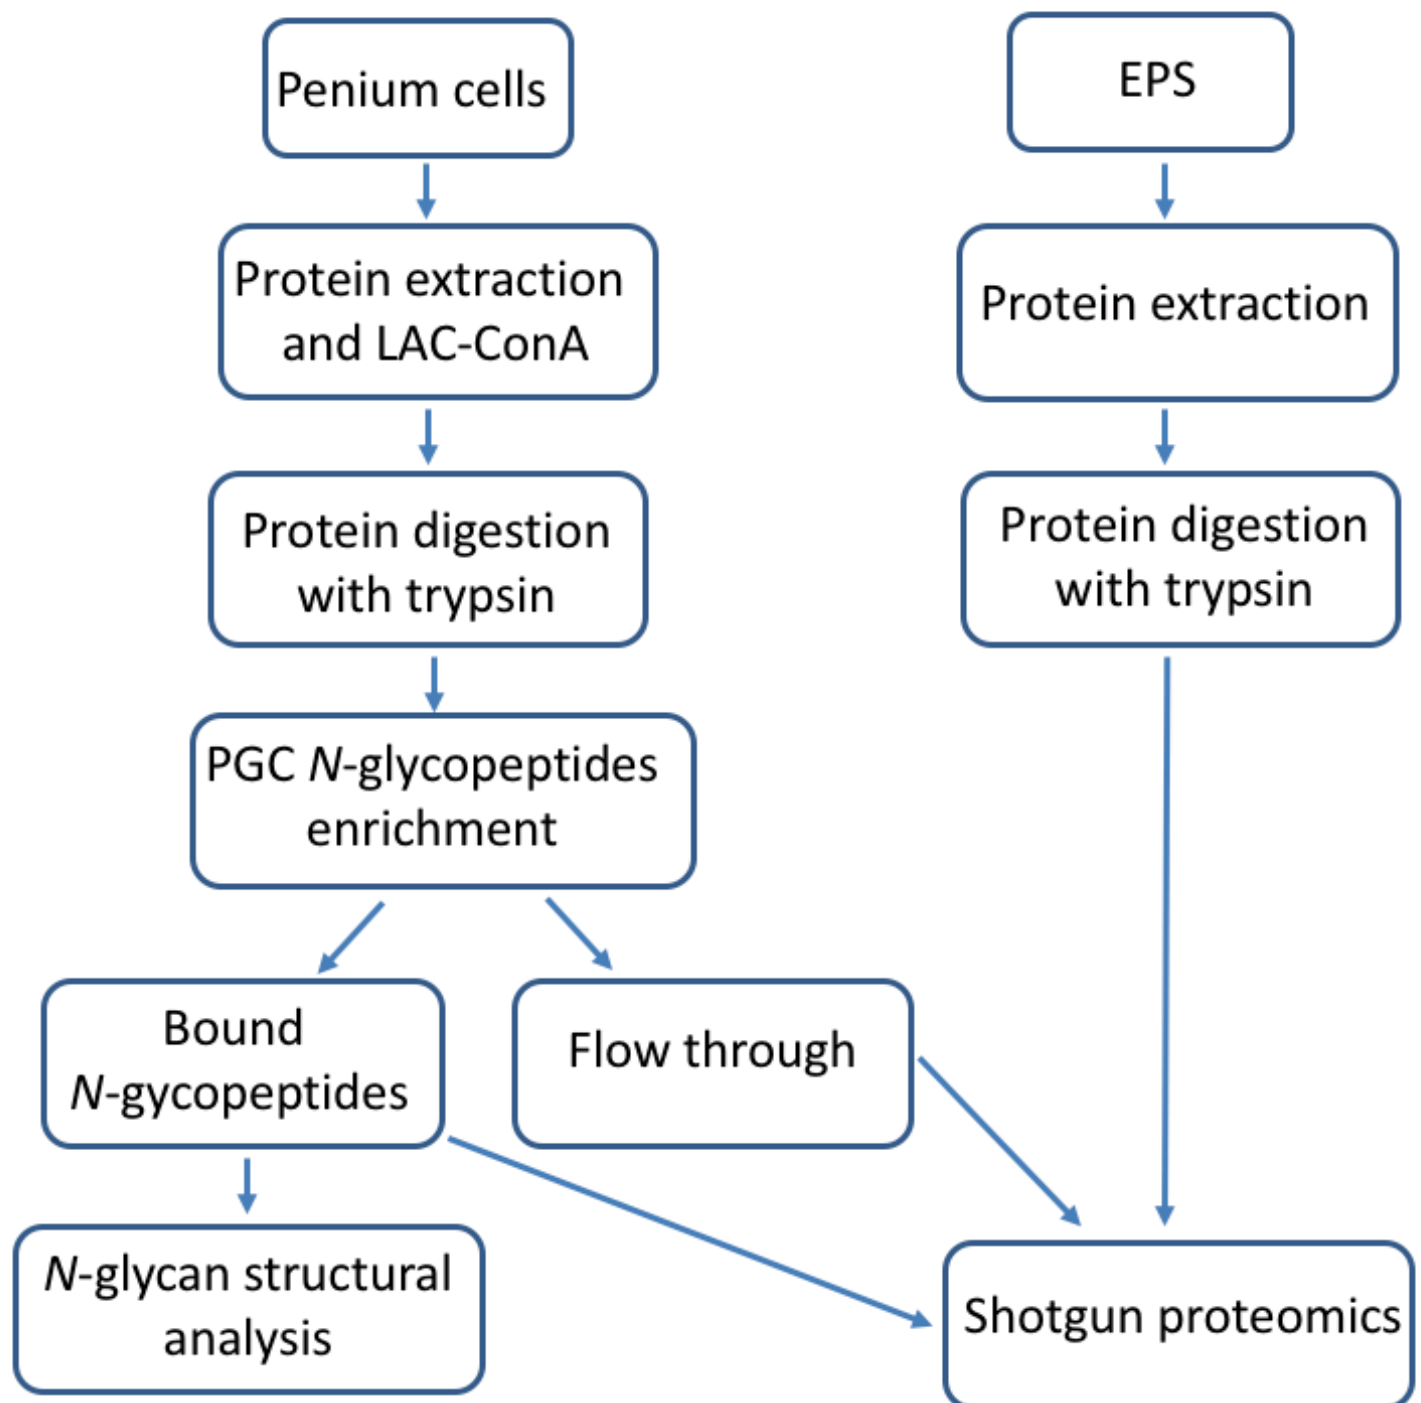 Penium cells
EPS
Protein extraction
and LAC-ConA
Protein extraction
Protein digestion
with trypsin
Protein digestion
with trypsin
PGC N-glycopeptides
enrichment
Bound
N-gycopeptides
Flow through
N-glycan structural
analysis
Shotgun proteomics